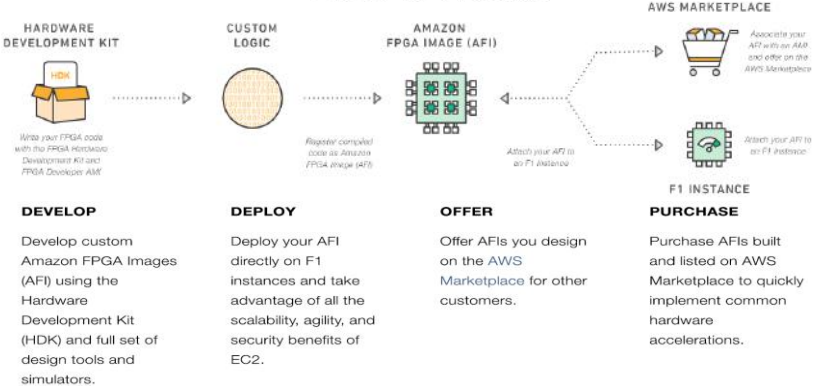 AWS MARKETPLACE
HARDWARE
DEVELOPMENT KIT
CUSTOM
LOGIC
AMAZON
FPGA IMAGE (AFI)
Associate your
AFI with an AMI
and offer on the
AWS Marketplace
HDK
Write your FPGA code
with the FPGA Hardware
Development Kit and
FPGA Developer AMI
Register compiled
code as Amazon
FPGA Image (AFI)
Attach your AFI to
an F1 instance
Attach your AFI to
an F1 instance
F1 INSTANCE
DEVELOP
Develop custom
Amazon FPGA Images
(AFI) using the
Hardware
Development Kit
(HDK) and full set of
design tools and
simulators.
DEPLOY
Deploy your AFI
directly on F1
instances and take
advantage of all the
scalability, agility, and
security benefits of
EC2.
OFFER
Offer AFIs you design
on the AWS
Marketplace for other
customers.
PURCHASE
Purchase AFIs built
and listed on AWS
Marketplace to quickly
implement common
hardware
accelerations.